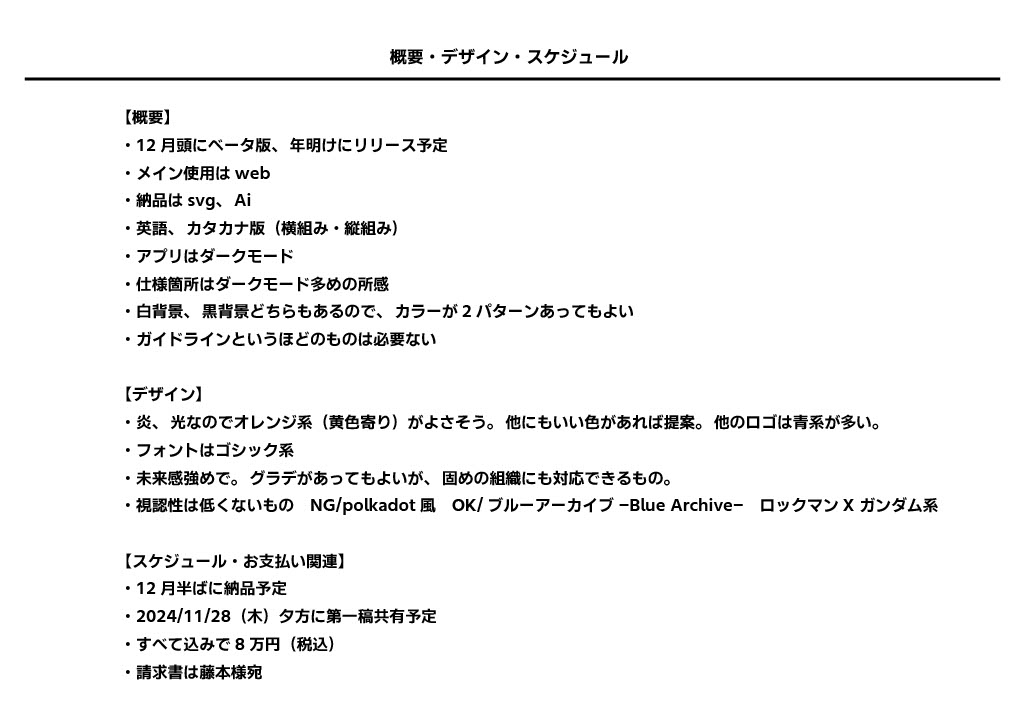 概要・デザイン・スケジュール
【概要】
・12 月頭にベータ版、年明けにリリース予定
・メイン使用は web
・納品は svg、Ai
・英語、カタカナ版（横組み・縦組み）
・アプリはダークモード
・仕様箇所はダークモード多めの所感
・白背景、黒背景どちらもあるので、カラーが 2 パターンあってもよい
・ガイドラインというほどのものは必要ない
【デザイン】
・炎、光なのでオレンジ系（黄色寄り）がよさそう。他にもいい色があれば提案。他のロゴは青系が多い。
・フォントはゴシック系
・未来感強めで。グラデがあってもよいが、固めの組織にも対応できるもの。
・視認性は低くないもの　NG/polkadot 風　OK/ ブルーアーカイブ −Blue Archive−　ロックマン X ガンダム系
【スケジュール・お支払い関連】
・12 月半ばに納品予定
・2024/11/28（木）夕方に第一稿共有予定
・すべて込みで 8 万円（税込）
・請求書は藤本様宛